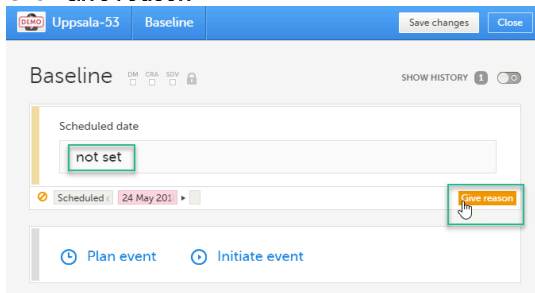 DEMO Uppsala-53 Baseline Save changes Close
Baseline DM CRA SDV SHOW HISTORY 1
Scheduled date
not set
Scheduled 24 May 201 Give reason
Plan event Initiate event